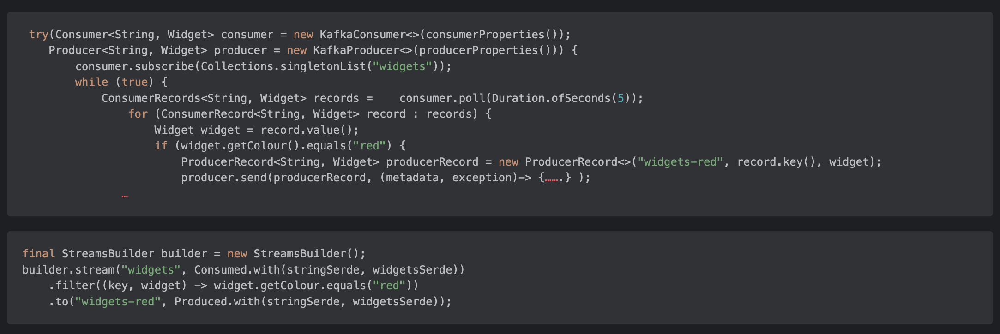 try(Consumer<String, Widget> consumer = new KafkaConsumer<>(consumerProperties());
Producer<String, Widget> producer = new KafkaProducer<>(producerProperties())) {
consumer.subscribe(Collections.singletonList("widgets"));
while (true) {
ConsumerRecords<String, Widget> records =    consumer.poll(Duration.ofSeconds(5));
for (ConsumerRecord<String, Widget> record : records) {
Widget widget = record.value();
if (widget.getColour().equals("red") {
ProducerRecord<String, Widget> producerRecord = new ProducerRecord<>("widgets-red", record.key(), widget);
producer.send(producerRecord, (metadata, exception)-> {…….} );
…
final StreamsBuilder builder = new StreamsBuilder();
builder.stream("widgets", Consumed.with(stringSerde, widgetsSerde))
.filter((key, widget) -> widget.getColour.equals("red"))
.to("widgets-red", Produced.with(stringSerde, widgetsSerde));